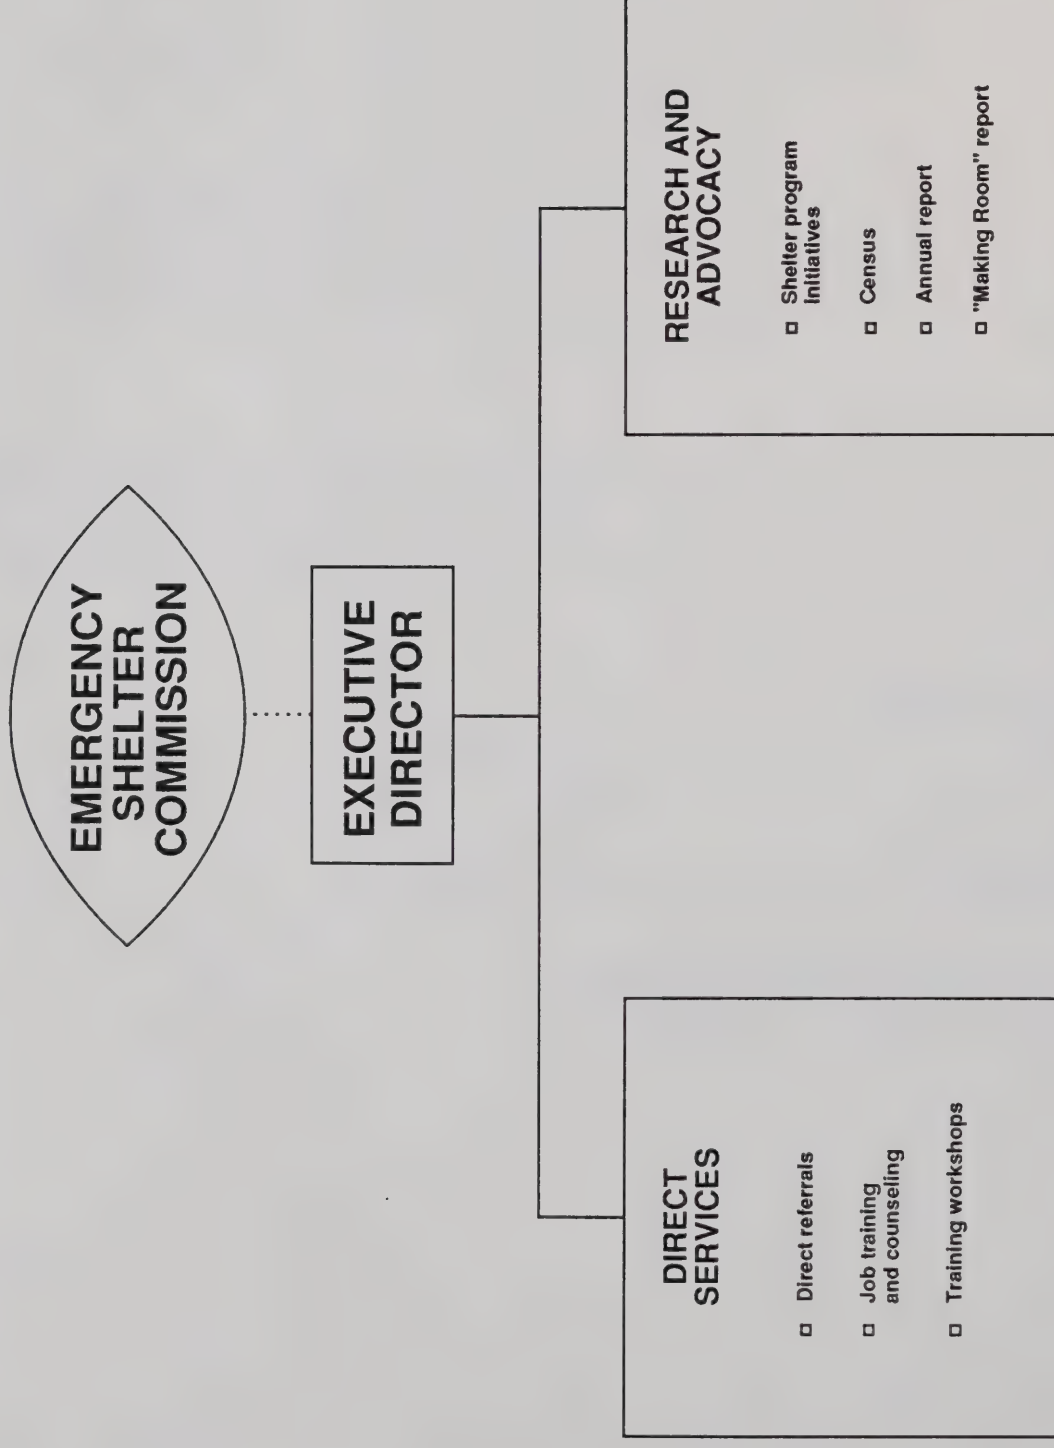 EMERGENCY
SHELTER
COMMISSION
EXECUTIVE
DIRECTOR
DIRECT
SERVICES
Direct referrals
Job training
and counseling
Training workshops
RESEARCH AND
ADVOCACY
Shelter program
initiatives
Census
Annual report
"Making Room" report